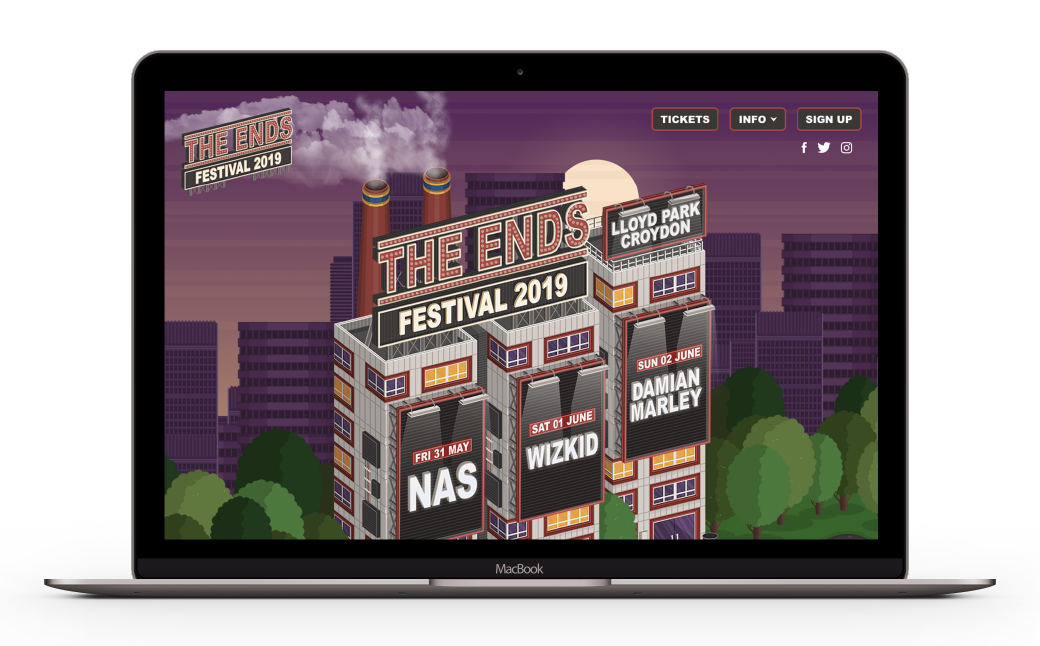 THE ENDS
FESTIVAL 2019
TICKETS
INFO
SIGN UP
LLOYD PARK
CROYDON
THE ENDS
FESTIVAL 2019
SUN 02 JUNE
DAMIAN
MARLEY
SAT 01 JUNE
WIZKID
FRI 31 MAY
NAS
MacBook